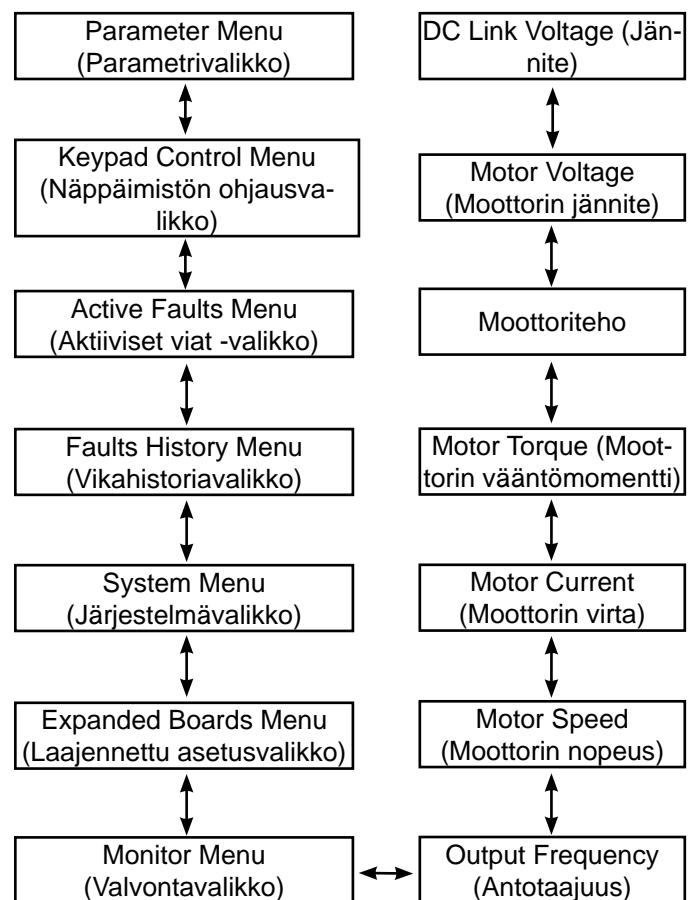 Parameter Menu
(Parametrivalikko)
Keypad Control Menu
(Näppäimistön ohjausva-
likko)
Active Faults Menu
(Aktiiviset viat -valikko)
Faults History Menu
(Vikahistoriavalikko)
System Menu
(Järjestelmävalikko)
Expanded Boards Menu
(Laajennettu asetusvalikko)
Monitor Menu
(Valvontavalikko)
DC Link Voltage (Jän-
nite)
Motor Voltage
(Moottorin jännite)
Moottoriteho
Motor Torque (Moot-
torin vääntömomentti)
Motor Current
(Moottorin virta)
Motor Speed
(Moottorin nopeus)
Output Frequency
(Antotaajuus)